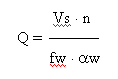 Q = Vs · n
fw · αw